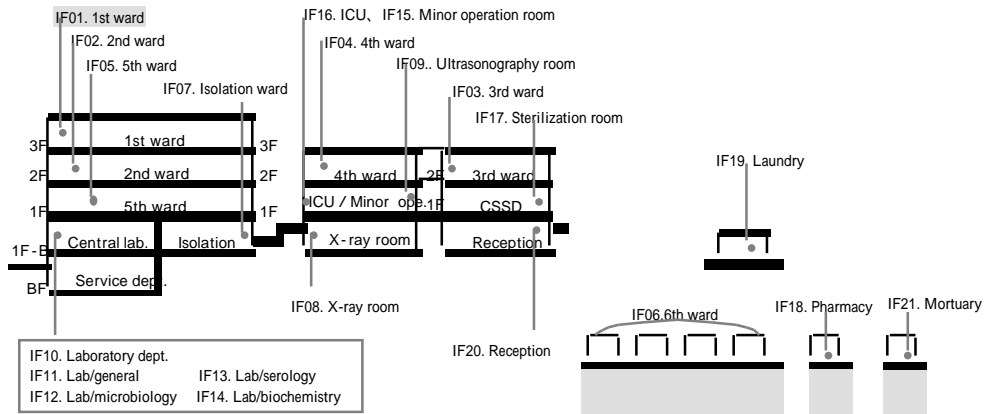 IF01. 1st ward
IF16. ICU、IF15. Minor operation room
IF02. 2nd ward
IF04. 4th ward
IF05. 5th ward
IF09.. Ultrasonography room
IF07. Isolation ward
IF03. 3rd ward
IF17. Sterilization room
3F 1st ward 3F
IF19. Laundry
2F 2nd ward 2F 4th ward 2F 3rd ward
1F 5th ward 1F ICU / Minor ope. 1F CSSD
1F-B Central lab. Isolation X-ray room Reception
BF Service dept.
IF08. X-ray room
IF06.6th ward
IF18. Pharmacy
IF21. Mortuary
IF20. Reception
IF10. Laboratory dept.
IF11. Lab/general IF13. Lab/serology
IF12. Lab/microbiology IF14. Lab/biochemistry